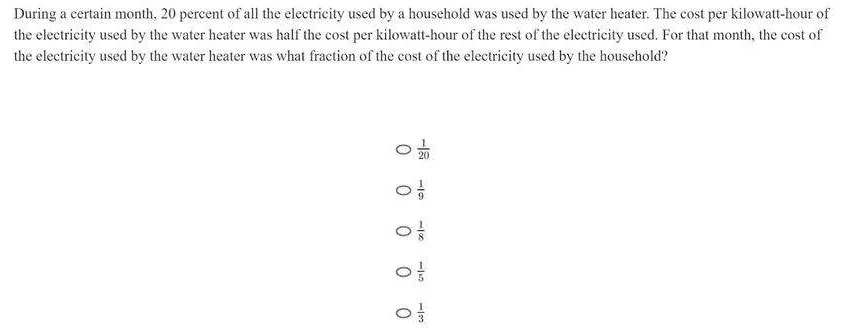 During a certain month, 20 percent of all the electricity used by a household was used by the water heater. The cost per kilowatt-hour of
the electricity used by the water heater was half the cost per kilowatt-hour of the rest of the electricity used. For that month, the cost of
the electricity used by the water heater was what fraction of the cost of the electricity used by the household?
1/20
1/9
1/8
1/5
1/3